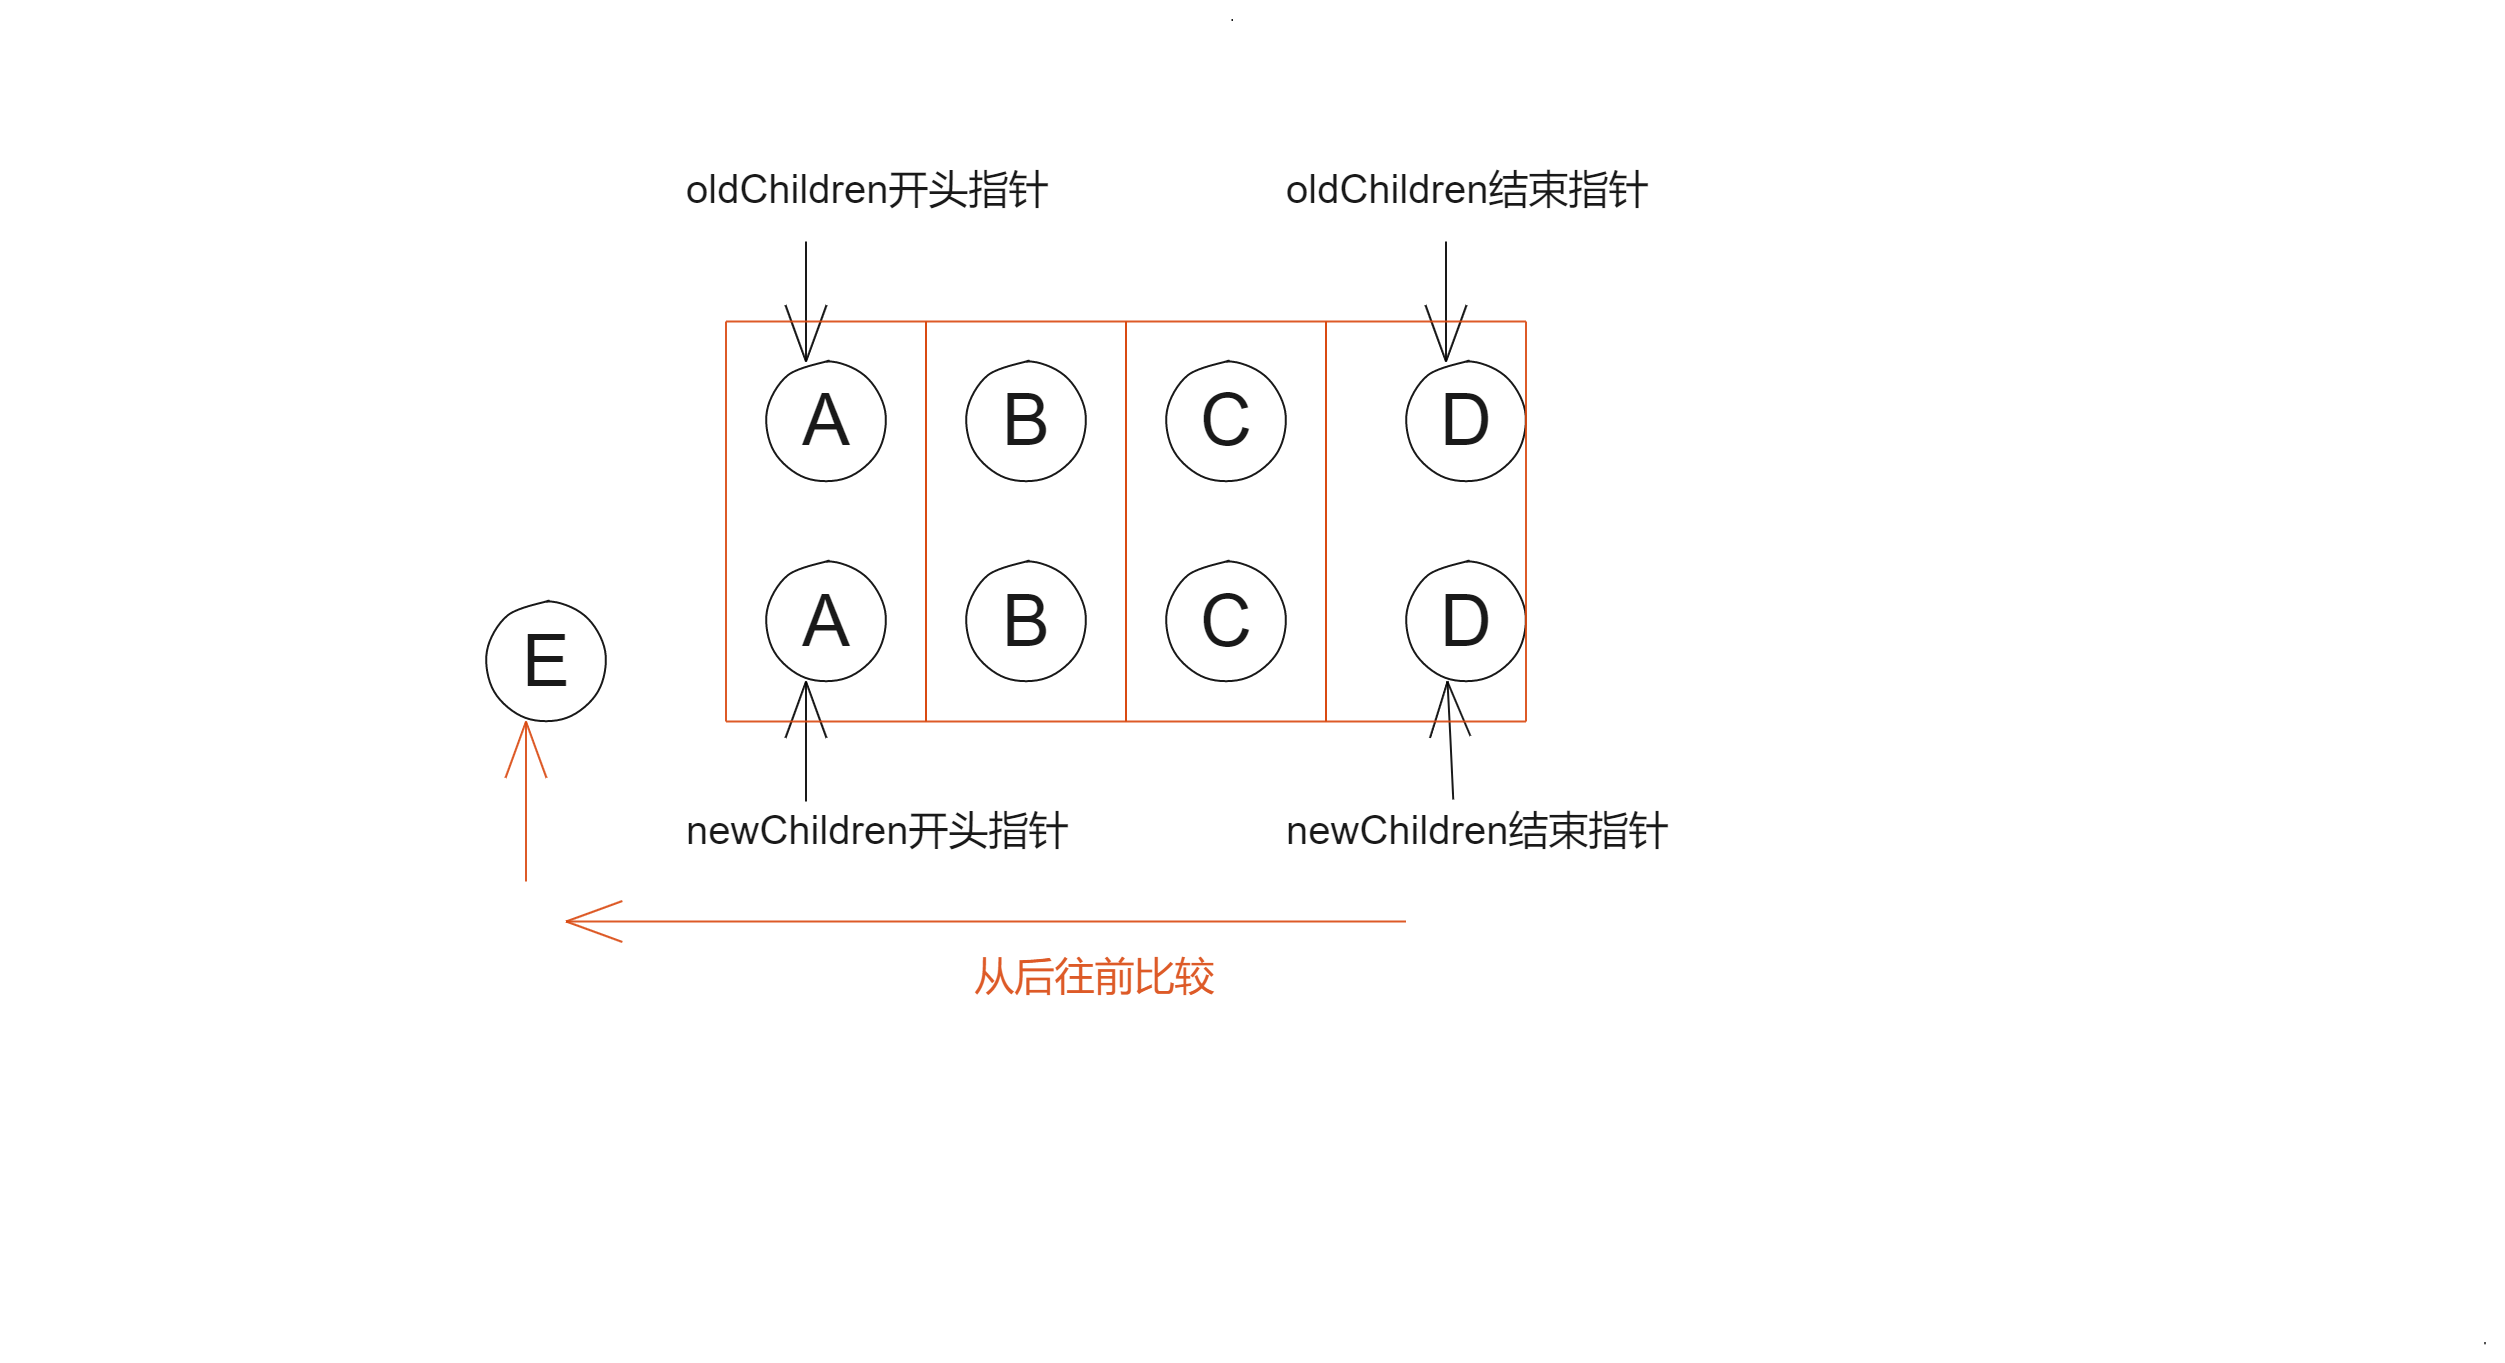 oldChildren开头指针
oldChildren结束指针
A
B
C
D
A
B
C
D
E
newChildren开头指针
newChildren结束指针
从后往前比较